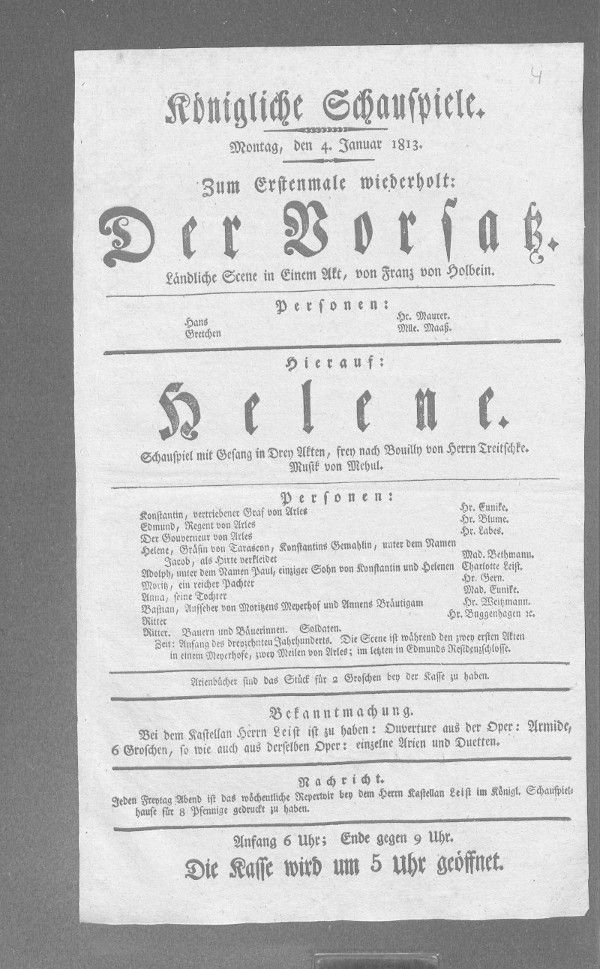 4
Königliche Schauspiele.
Montag, den 4. Januar 1813.
Zum Erstenmale wiederholt:
Der Vorsatz.
Ländliche Scene in Einem Akt, von Franz von Holbein.
Personen:
Hans Hr. Maurer.
Gretchen Mlle. Maaß.
Hierauf:
Helene.
Schauspiel mit Gesang in Drey Akten, frey nach Bouilly von Herrn Treitschke.
Musik von Mehul.
Personen:
Konstantin, vertriebener Graf von Arles Hr. Eunike.
Edmund, Regent von Arles Hr. Blume.
Der Gouverneur von Arles Hr. Labes.
Helene, Gräfin von Tarascon, Konstantins Gemahlin, unter dem Namen
Jacob, als Hirte verkleidet Mad. Bethmann.
Adolph, unter dem Namen Paul, einziger Sohn von Konstantin und Helenen Charlotte Leist.
Moritz, ein reicher Pachter Hr. Gern.
Anna, seine Tochter Mad. Eunike.
Bastian, Aufseher von Moritzens Meyerhof und Annens Bräutigam Hr. Weitzmann.
Ritter Hr. Buggenhagen ꝛc.
Ritter. Bauern und Bäuerinnen. Soldaten.
Zeit: Anfang des dreyzehnten Jahrhunderts. Die Scene ist während den zwey ersten Akten
in einem Meyerhofe, zwey Meilen von Arles; im letzten in Edmunds Residenzschlosse.
Arienbücher sind das Stück für 2 Groschen bey der Kasse zu haben.
Bekanntmachung.
Bei dem Kastellan Herrn Leist ist zu haben: Ouverture aus der Oper: Armide,
6 Groschen, so wie auch aus derselben Oper: einzelne Arien und Duetten.
Nachricht.
Jeden Freytag Abend ist das wöchentliche Repertoir bey dem Herrn Kastellan Leist im Königl. Schauspiel-
hause für 8 Pfennige gedruckt zu haben.
Anfang 6 Uhr; Ende gegen 9 Uhr.
Die Kasse wird um 5 Uhr geöffnet.